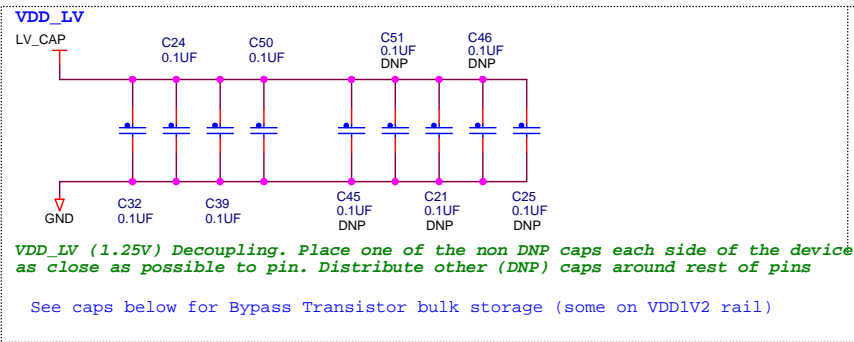 VDD_LV
LV_CAP
C24
0.1UF
C50
0.1UF
C51
0.1UF
DNP
C46
0.1UF
DNP
C32
0.1UF
C39
0.1UF
C45
0.1UF
DNP
C21
0.1UF
DNP
C25
0.1UF
DNP
GND
VDD_LV (1.25V) Decoupling. Place one of the non DNP caps each side of the device
as close as possible to pin. Distribute other (DNP) caps around rest of pins
See caps below for Bypass Transistor bulk storage (some on VDD1V2 rail)